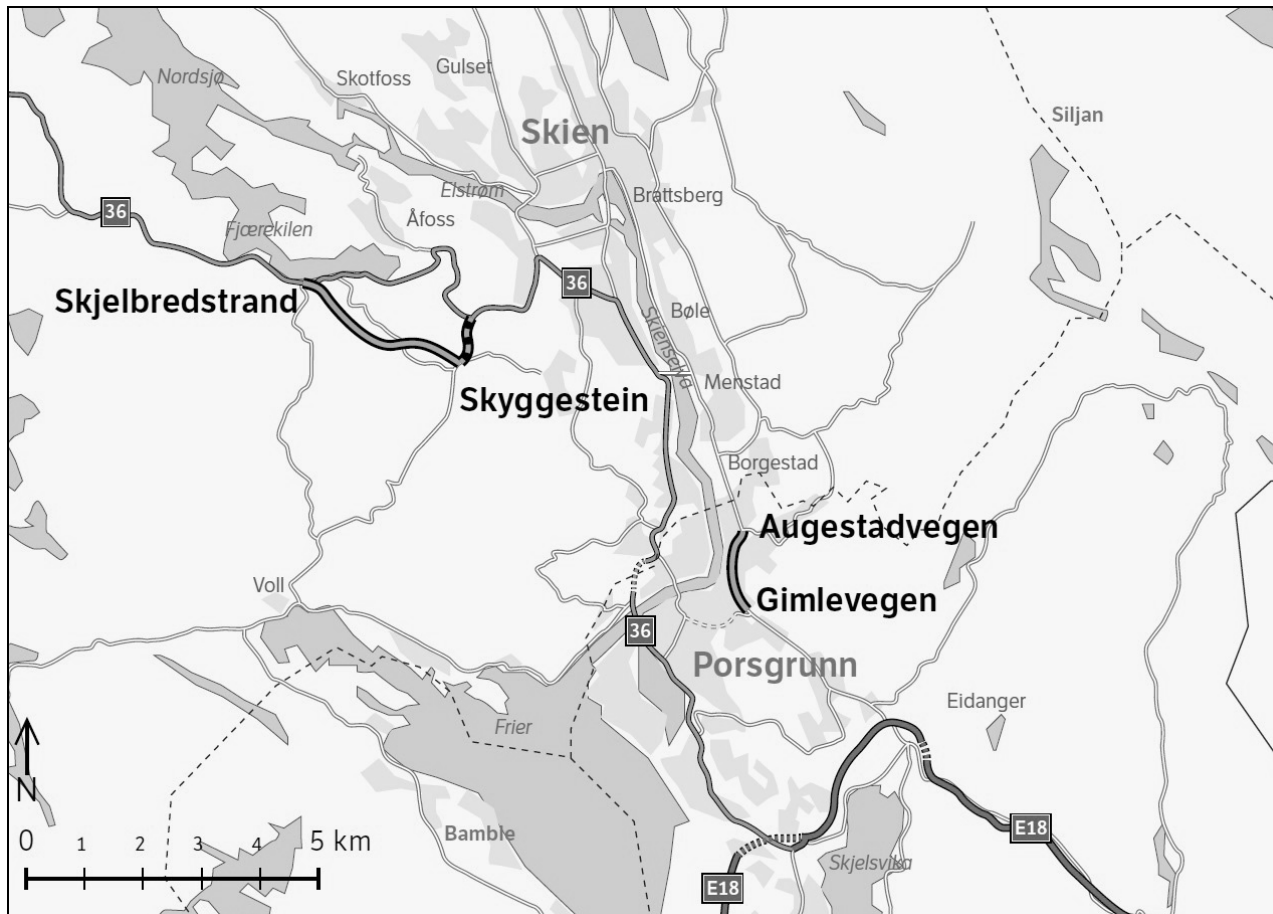 Nordsjø
Skotfoss
Gulset
Siljan
Skien
Elstrøm
Brattsberg
36
Åfoss
Fjærekilen
36
Skjelbredstrand
Bøle
Skienselva
Menstad
Skyggestein
Borgestad
Augestadvegen
Voll
Gimlevegen
36
Porsgrunn
Eidanger
Frier
N
Bamble
E18
0 1 2 3 4 5 km
Skjelsvika
E18